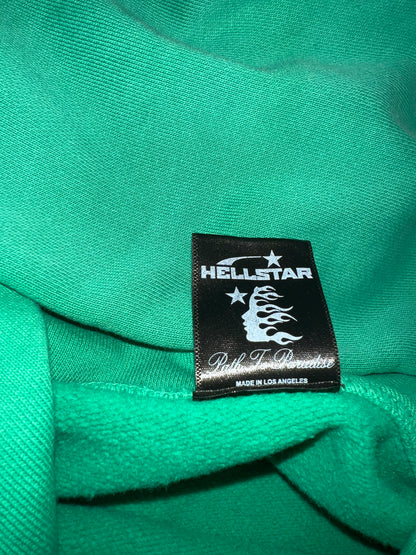 HELLSTAR
Path To Paradise
MADE IN LOS ANGELES